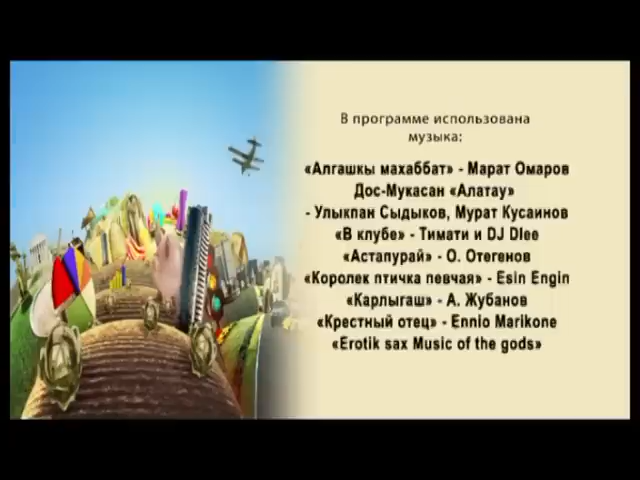 В программе использована
музыка:
«Алгашкы махаббат» - Марат Омаров
Дос-Мукасан «Алатау»
- Улыкпан Сыдыков, Мурат Кусаинов
«В клубе» - Тимати и DJ Dlee
«Астапурай» - О. Отегенов
«Королек птичка певчая» - Esin Engin
«Карлыгаш» - А. Жубанов
«Крестный отец» - Ennio Marikone
«Erotik sax Music of the gods»